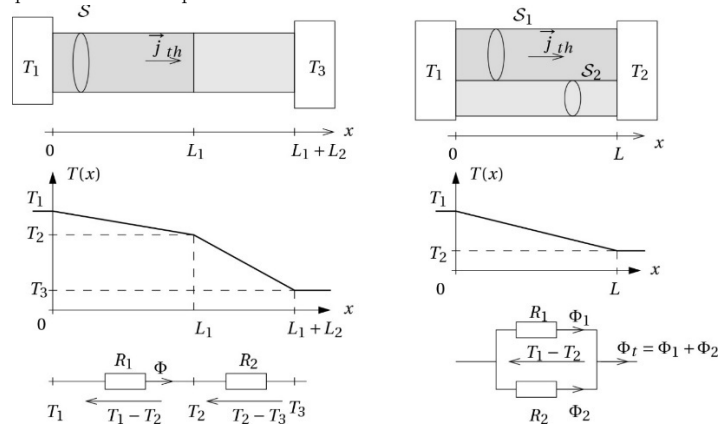 S
j th
T1
T3
x
0
L1
L1 + L2
T(x)
T1
T2
T3
x
0
L1
L1 + L2
R1
Φ
R2
T1
T1 − T2
T2
T2 − T3
T3
S1
j th
S2
T1
T2
x
0
L
T(x)
T1
T2
x
0
L
R1
Φ1
T1 − T2
Φt = Φ1 + Φ2
R2
Φ2